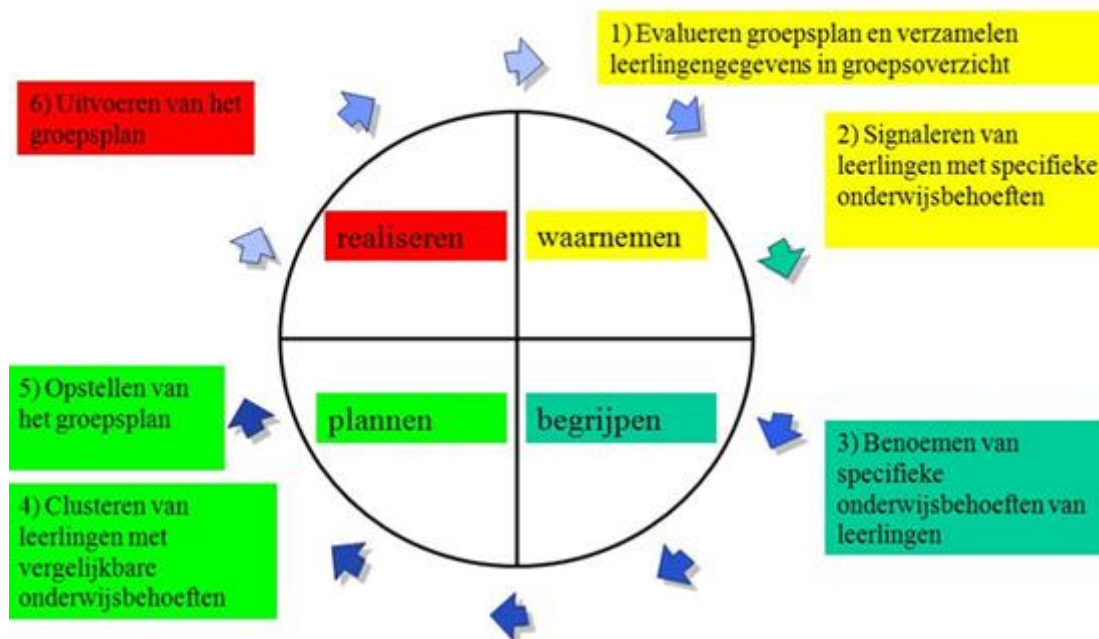 1) Evalueren groepsplan en verzamelen
leerlingengegevens in groepsoverzicht
6) Uitvoeren van het
groepsplan
2) Signaleren van
leerlingen met specifieke
onderwijsbehoeften
realiseren
waarnemen
5) Opstellen van
het groepsplan
plannen
begrijpen
3) Benoemen van
specifieke
onderwijsbehoeften van
leerlingen
4) Clusteren van
leerlingen met
vergelijkbare
onderwijsbehoeften